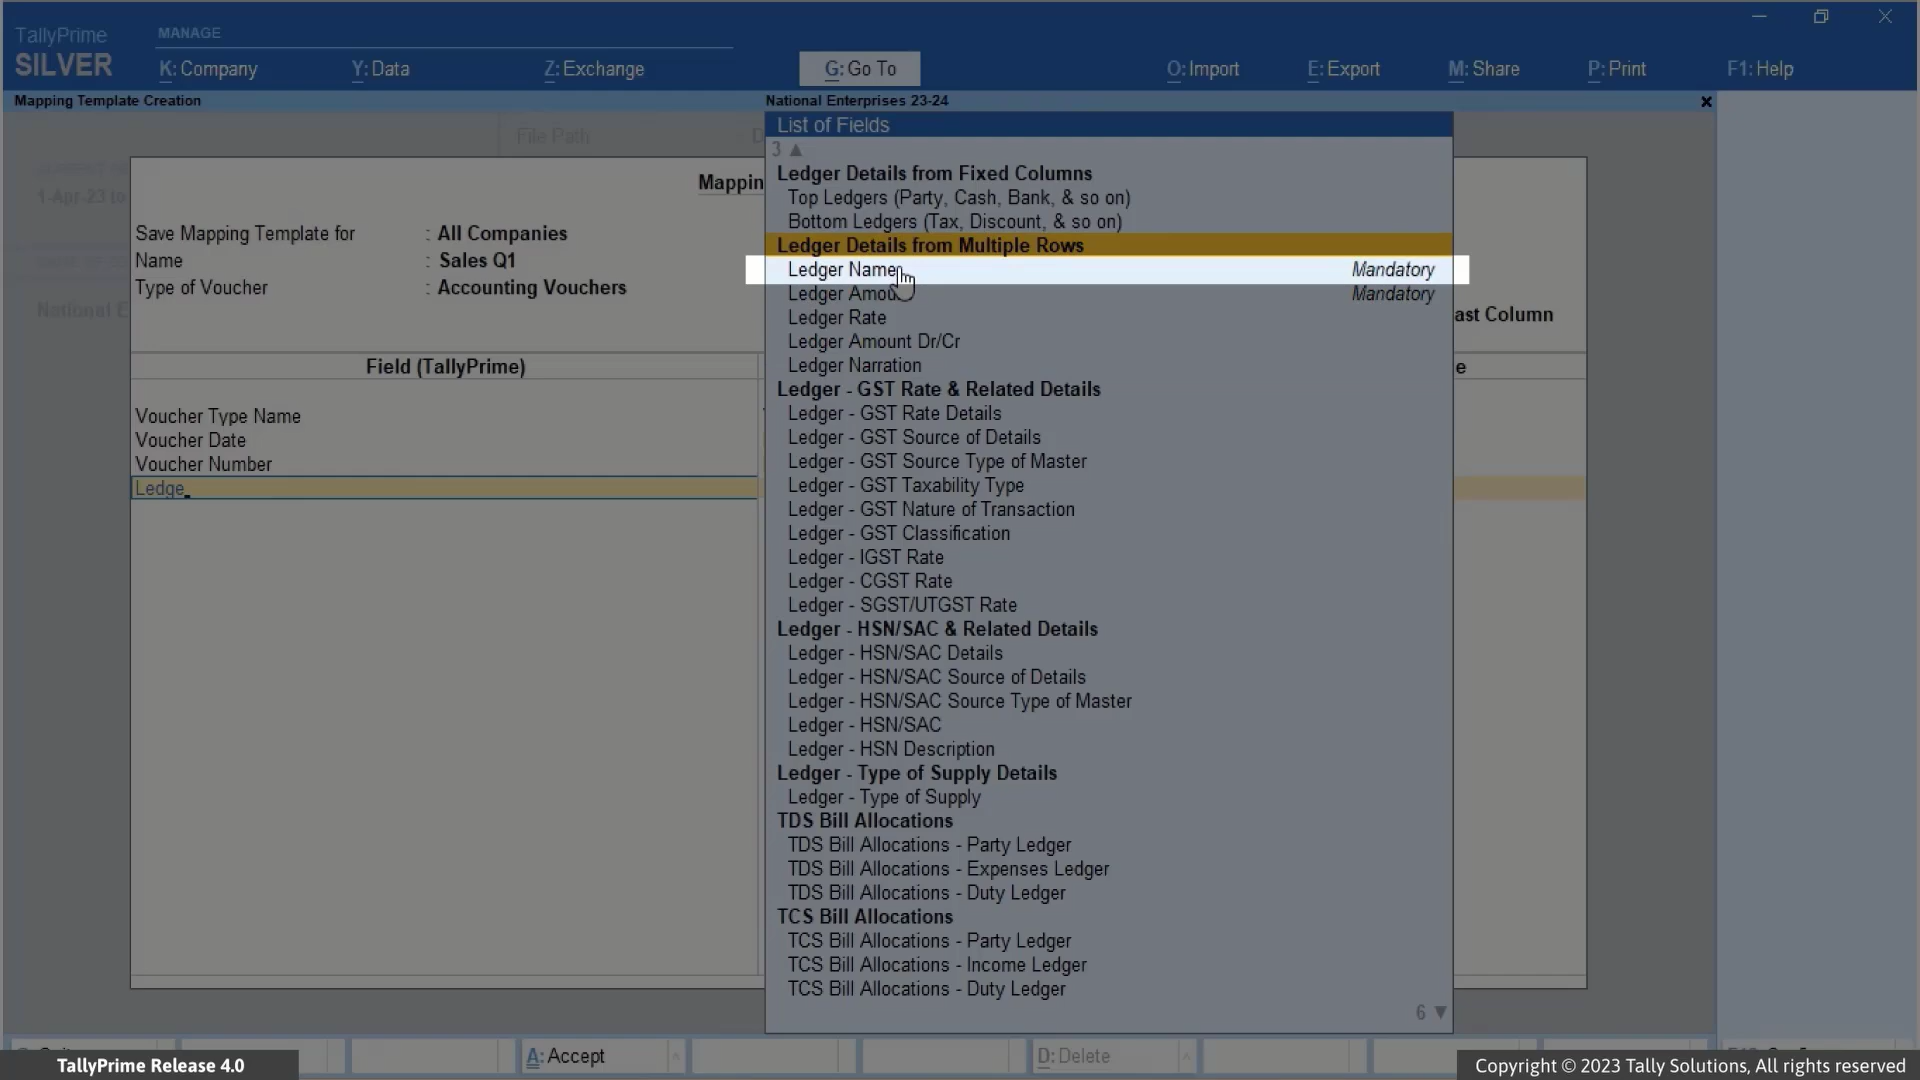 TallyPrime
SILVER
MANAGE
K: Company
Y: Data
Z: Exchange
G: Go To
O: Import
E: Export
M: Share
P: Print
F1: Help
Mapping Template Creation
National Enterprises 23-24
File Path
Mappin
1-Apr-23 to
National E
Save Mapping Template for : All Companies
Name : Sales Q1
Type of Voucher : Accounting Vouchers
ast Column
Field (TallyPrime)
e
Voucher Type Name
Voucher Date
Voucher Number
Ledge
List of Fields
3
Ledger Details from Fixed Columns
Top Ledgers (Party, Cash, Bank, & so on)
Bottom Ledgers (Tax, Discount, & so on)
Ledger Details from Multiple Rows
Ledger Name Mandatory
Ledger Amou Mandatory
Ledger Rate
Ledger Amount Dr/Cr
Ledger Narration
Ledger - GST Rate & Related Details
Ledger - GST Rate Details
Ledger - GST Source of Details
Ledger - GST Source Type of Master
Ledger - GST Taxability Type
Ledger - GST Nature of Transaction
Ledger - GST Classification
Ledger - IGST Rate
Ledger - CGST Rate
Ledger - SGST/UTGST Rate
Ledger - HSN/SAC & Related Details
Ledger - HSN/SAC Details
Ledger - HSN/SAC Source of Details
Ledger - HSN/SAC Source Type of Master
Ledger - HSN/SAC
Ledger - HSN Description
Ledger - Type of Supply Details
Ledger - Type of Supply
TDS Bill Allocations
TDS Bill Allocations - Party Ledger
TDS Bill Allocations - Expenses Ledger
TDS Bill Allocations - Duty Ledger
TCS Bill Allocations
TCS Bill Allocations - Party Ledger
TCS Bill Allocations - Income Ledger
TCS Bill Allocations - Duty Ledger
6
A: Accept
D: Delete
TallyPrime Release 4.0
Copyright © 2023 Tally Solutions, All rights reserved